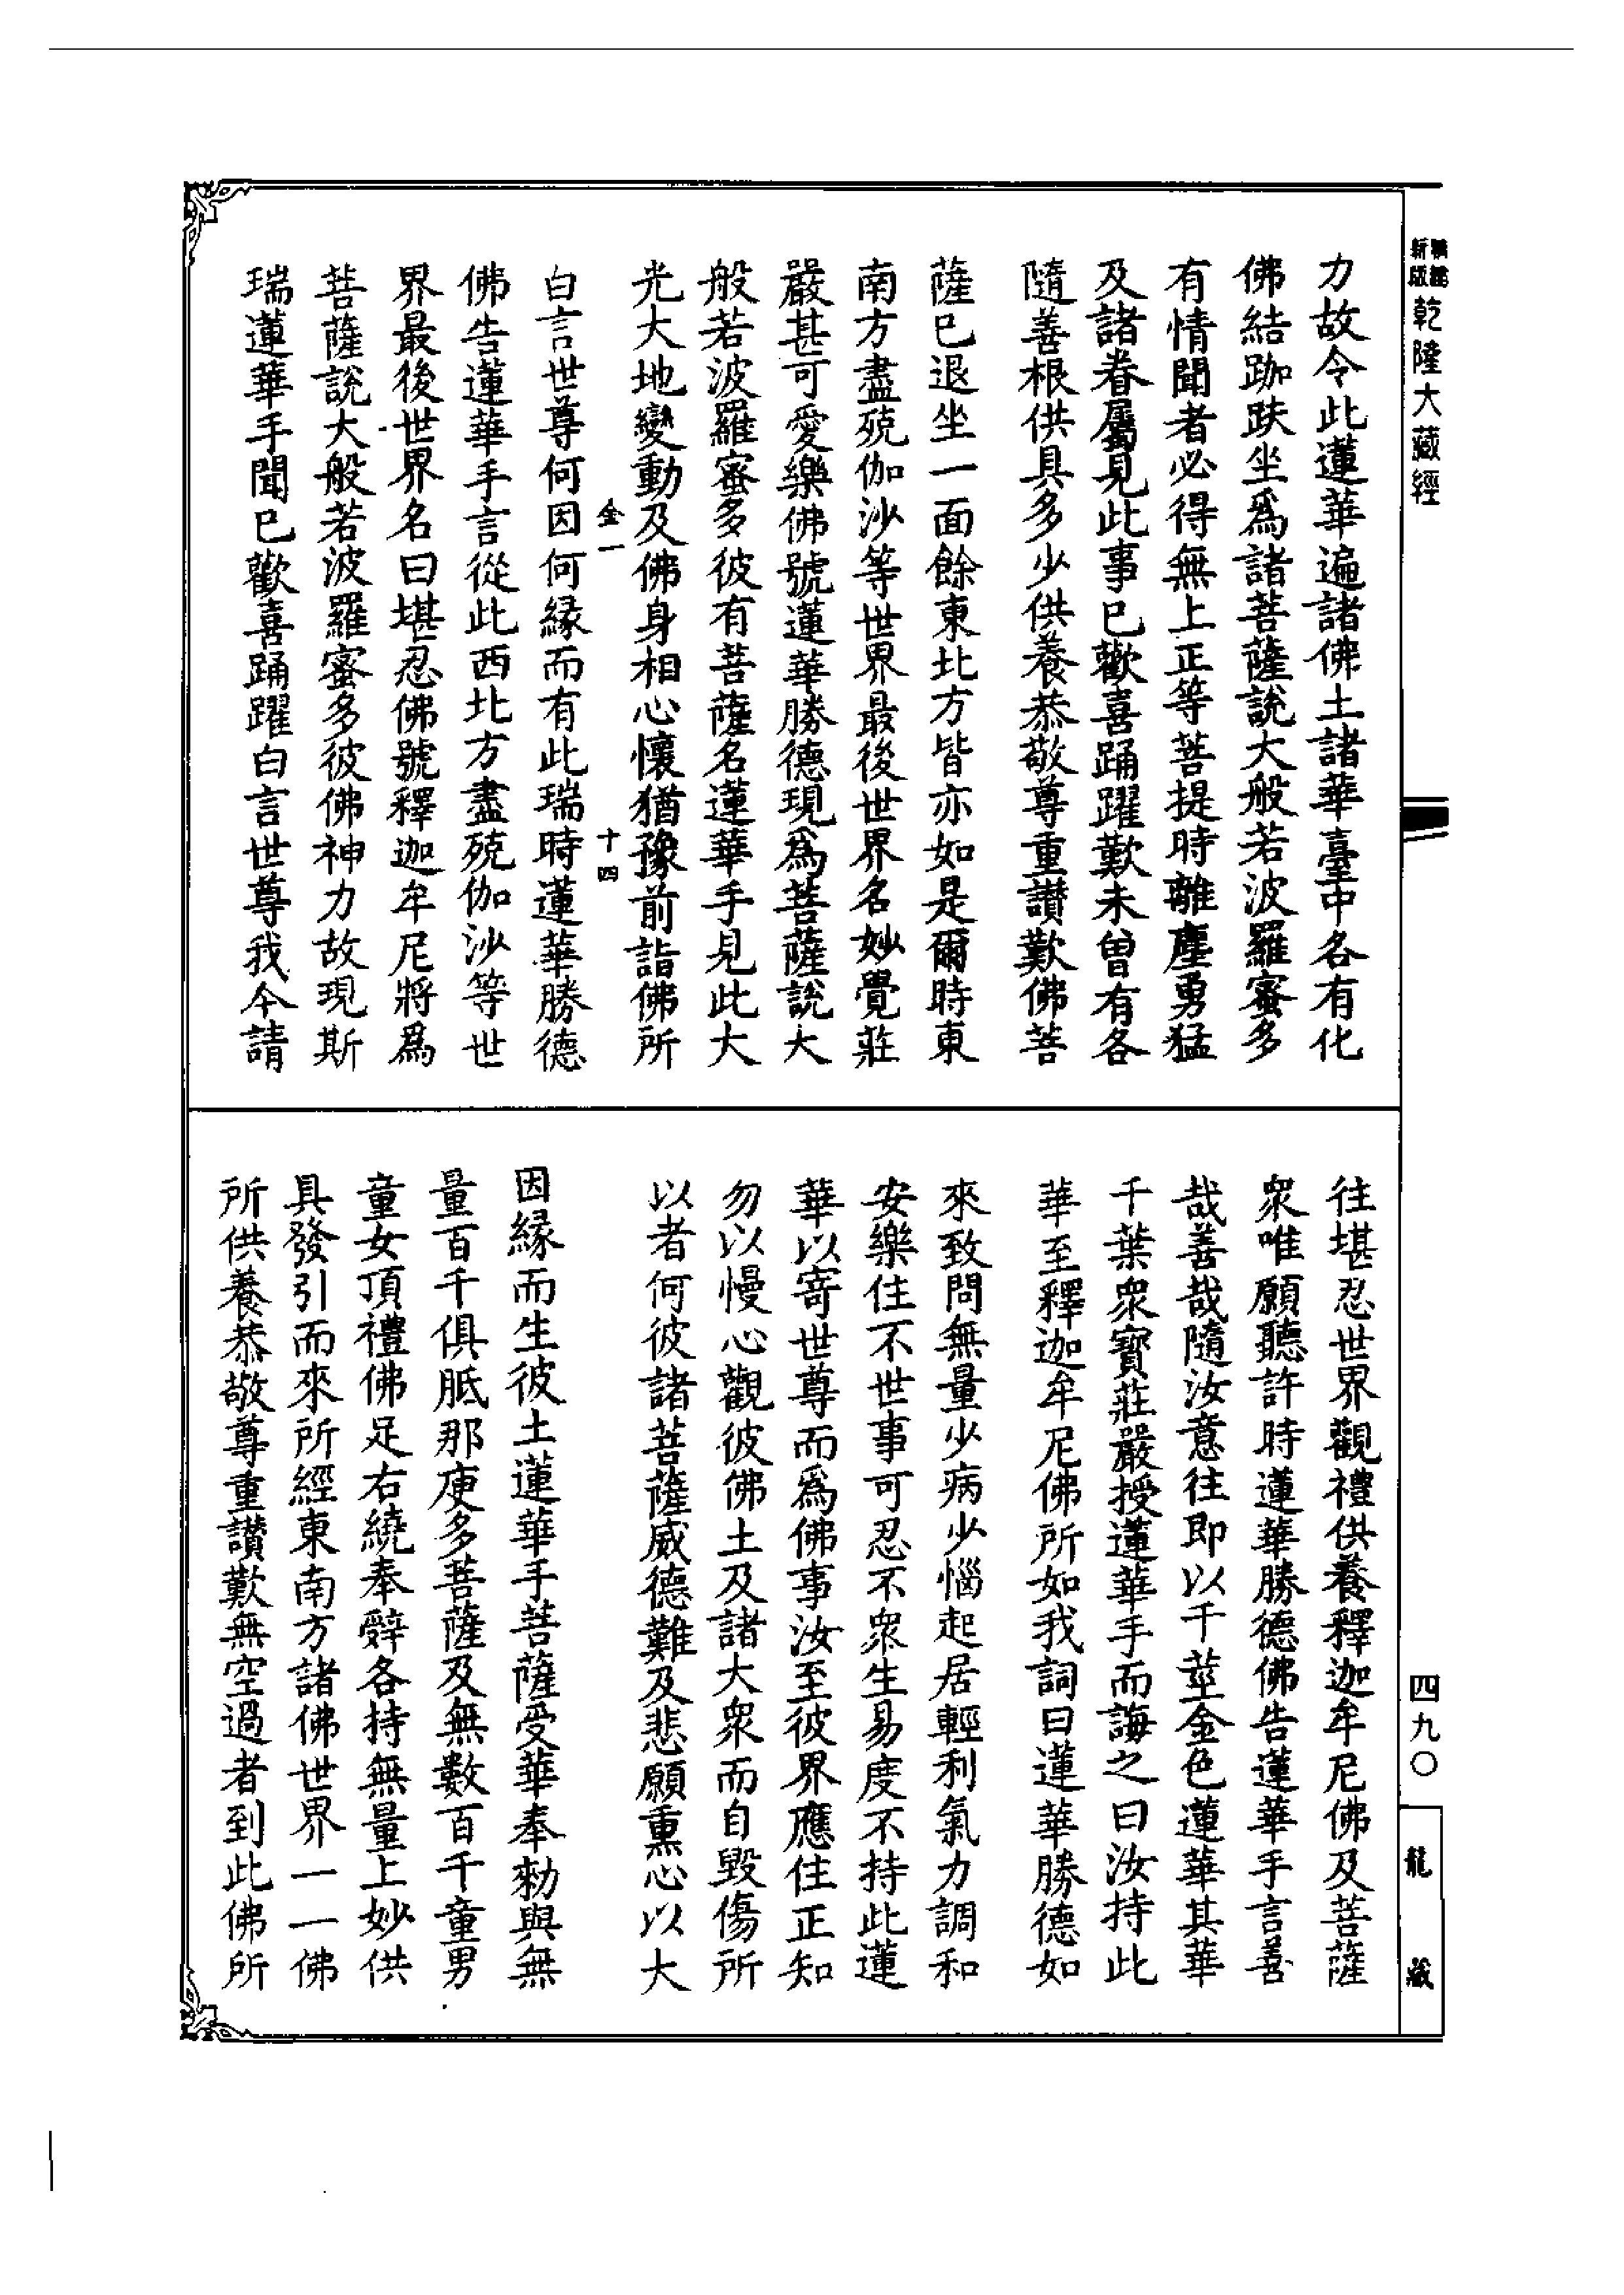 乾隆大藏經
力故令此蓮華遍諸佛土諸華臺中各有化
佛結跏趺坐爲諸菩薩說大般若波羅蜜多
有情聞者必得無上正等菩提時離塵勇猛
及諸眷屬見此事已歡喜踊躍歎未曾有各
隨善根供具多少供養恭敬尊重讚歎佛菩
薩已退坐一面餘東北方皆亦如是爾時東
南方盡殑伽沙等世界最後世界名妙覺莊
嚴甚可愛樂佛號蓮華勝德現爲菩薩說大
般若波羅蜜多彼有菩薩名蓮華手見此大
光大地變動及佛身相心懷猶豫前詣佛所
金一 十四
白言世尊何因何緣而有此瑞時蓮華勝德
佛告蓮華手言從此西北方盡殑伽沙等世
界最後世界名曰堪忍佛號釋迦牟尼將爲
菩薩說大般若波羅蜜多彼佛神力故現斯
瑞蓮華手聞已歡喜踊躍白言世尊我今請
往堪忍世界觀禮供養釋迦牟尼佛及菩薩
衆唯願聽許時蓮華勝德佛告蓮華手言善
哉善哉隨汝意往即以千莖金色蓮華其華
千葉衆寶莊嚴授蓮華手而誨之曰汝持此
華至釋迦牟尼佛所如我詞曰蓮華勝德如
來致問無量少病少惱起居輕利氣力調和
安樂住不世事可忍不衆生易度不持此蓮
華以寄世尊而爲佛事汝至彼界應住正知
勿以慢心觀彼佛土及諸大衆而自毀傷所
以者何彼諸菩薩威德難及悲願熏心以大
因緣而生彼土蓮華手菩薩受華奉勑與無
量百千俱胝那庾多菩薩及無數百千童男
童女頂禮佛足右繞奉辭各持無量上妙供
具發引而來所經東南方諸佛世界一一佛
所供養恭敬尊重讚歎無空過者到此佛所
四九〇
龍藏